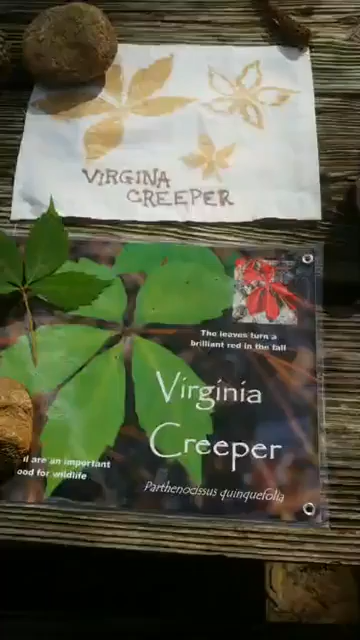 VIRGINA
CREEPER
The leaves turn a
brilliant red in the fall
Virginia
Creeper
are an important
ood for wildlife
Parthenocissus quinquefolia